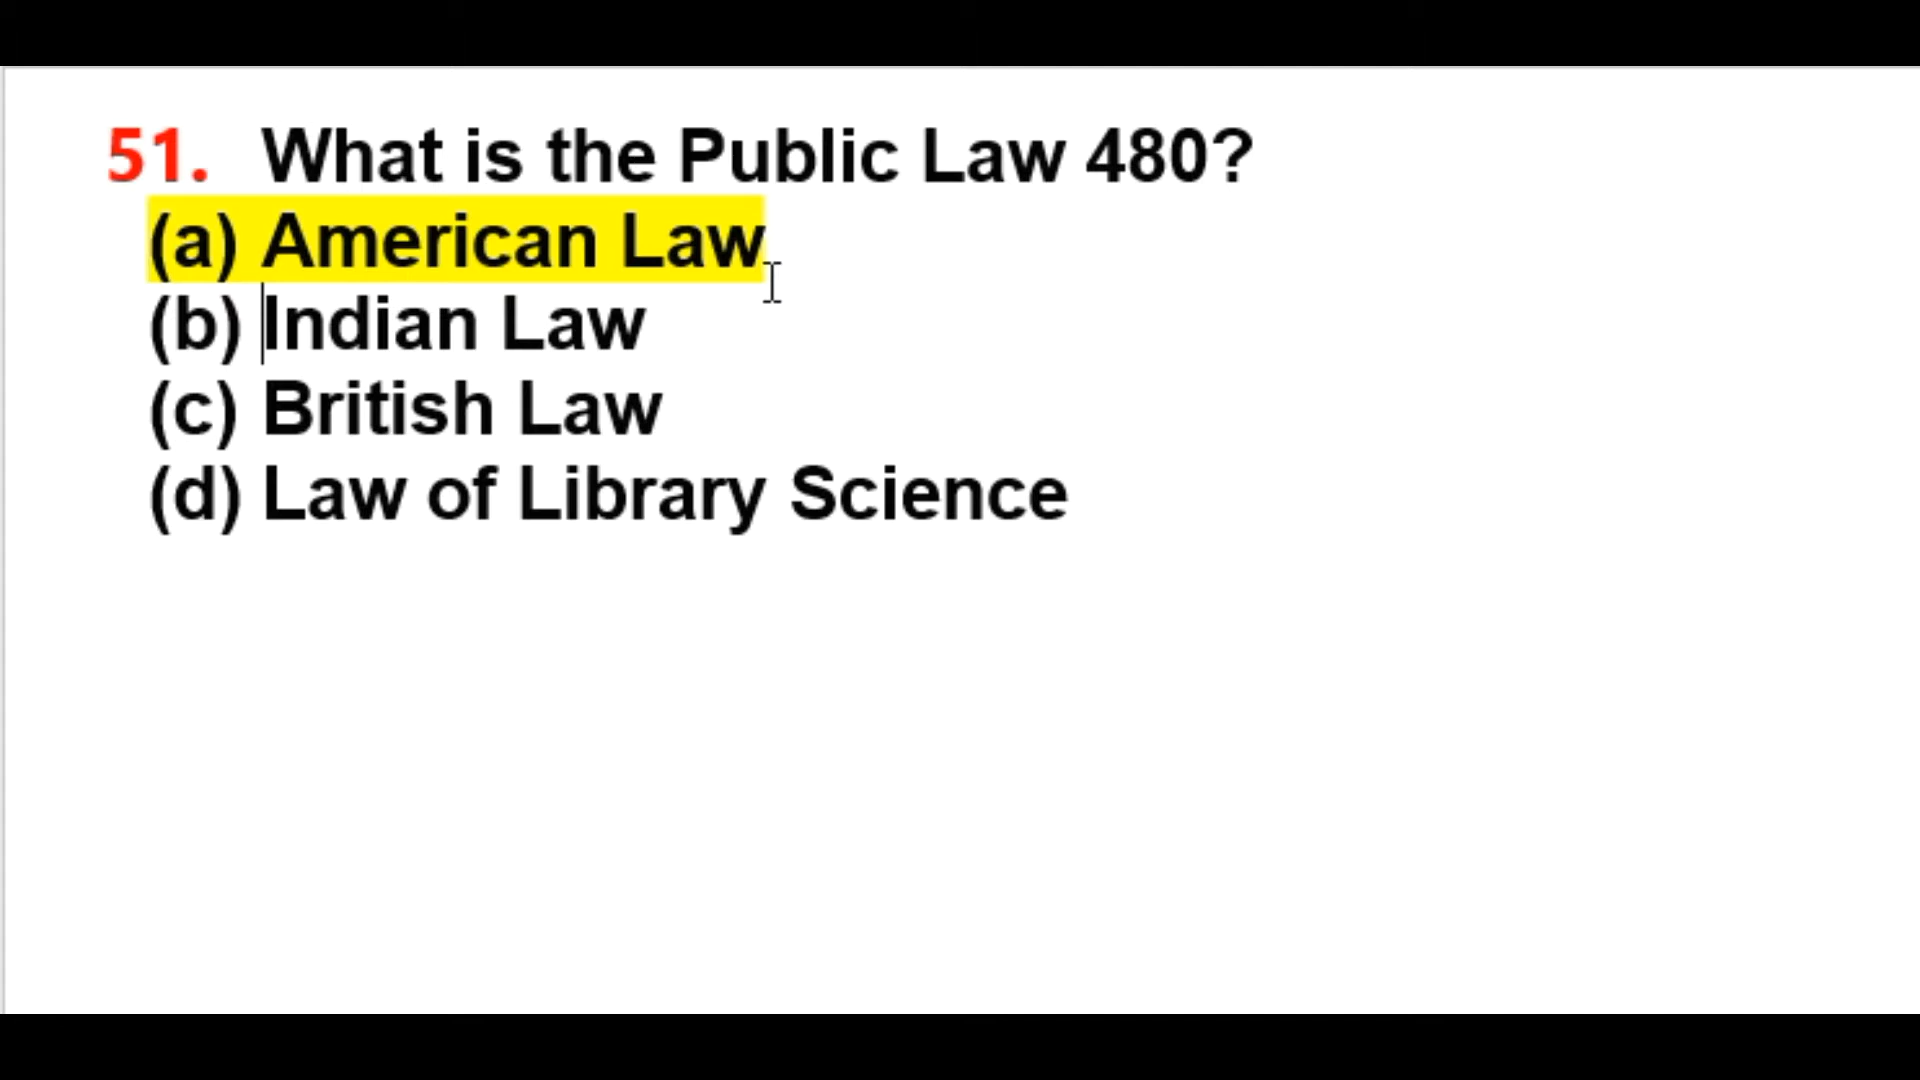 51. What is the Public Law 480?
(a) American Law
(b) Indian Law
(c) British Law
(d) Law of Library Science